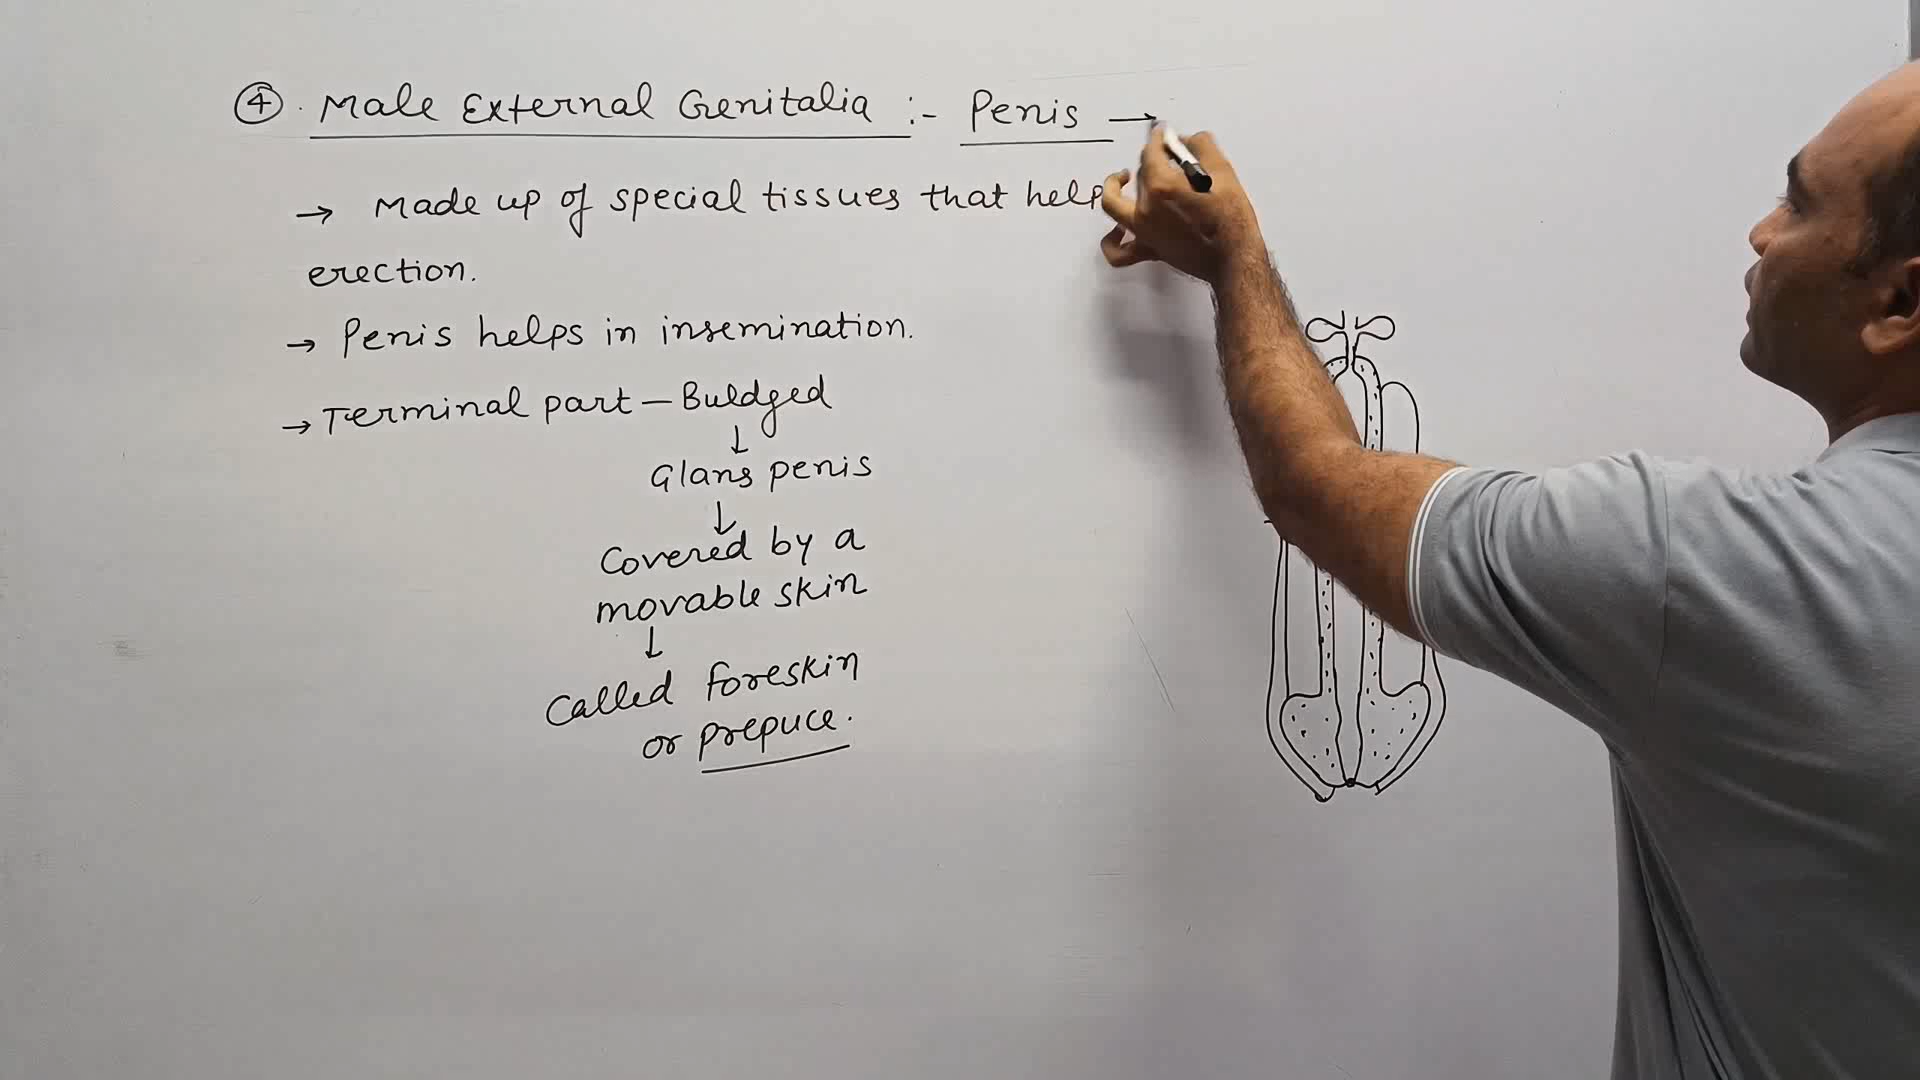 ④. Male External Genitalia :- Penis →
→ Made up of special tissues that help
erection.
→ Penis helps in insemination.
→ Terminal part — Buldged
↓
Glans penis
↓
Covered by a
movable skin
↓
Called foreskin
or prepuce.